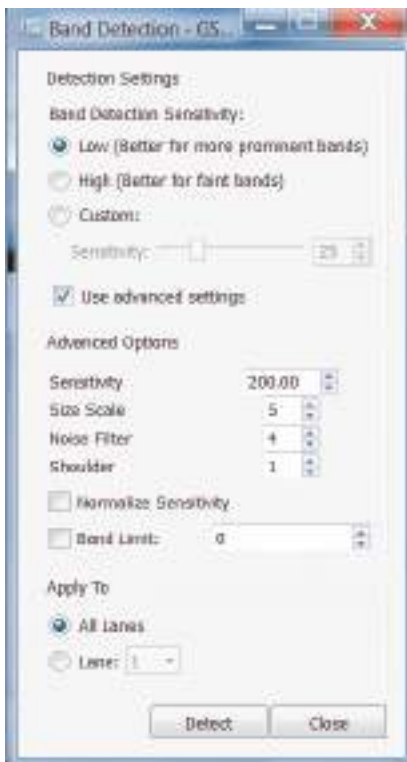 Band Detection - GS...
Detection Settings
Band Detection Sensitivity:
Low (Better for more prominent bands)
High (Better for faint bands)
Custom:
Sensitivity: 25
Use advanced settings
Advanced Options
Sensitivity 200.00
Size Scale 5
Noise Filter 4
Shoulder 1
Normalize Sensitivity
Band Limit: 0
Apply To
All Lanes
Lane: 1
Detect Close